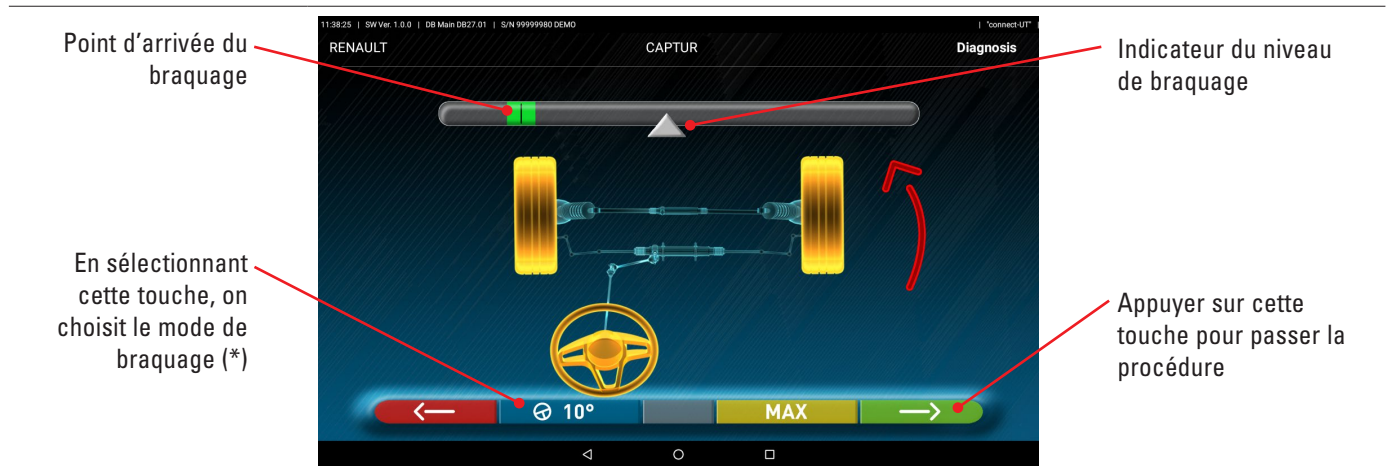 11:38:25 | SW Ver. 1.0.0 | DB Main DB27.01 | S/N 99999980 DEMO | "connect-UT" |
RENAULT CAPTUR Diagnosis
Point d'arrivée du
braquage
Indicateur du niveau
de braquage
En sélectionnant
cette touche, on
choisit le mode de
braquage (*)
Appuyer sur cette
touche pour passer la
procédure
10° MAX